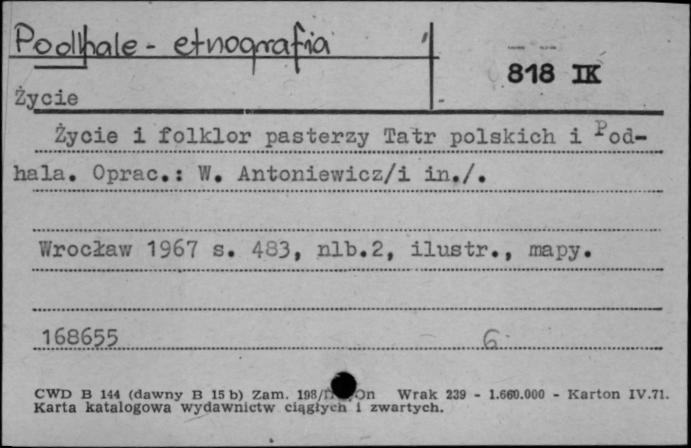 Podhale - etnografia
818 IX
Życie
Życie i folklor pasterzy Tatr polskich i Pod-
hala. Oprac.: W. Antoniewicz/i in./.
Wrocław 1967 s. 483, nlb.2, ilustr., mapy.
168655 6
CWD B 144 (dawny B 15 b) Zam. 198/ On Wrak 239 - 1.660.000 - Karton IV.71.
Karta katalogowa wydawnictw ciągłych i zwartych.